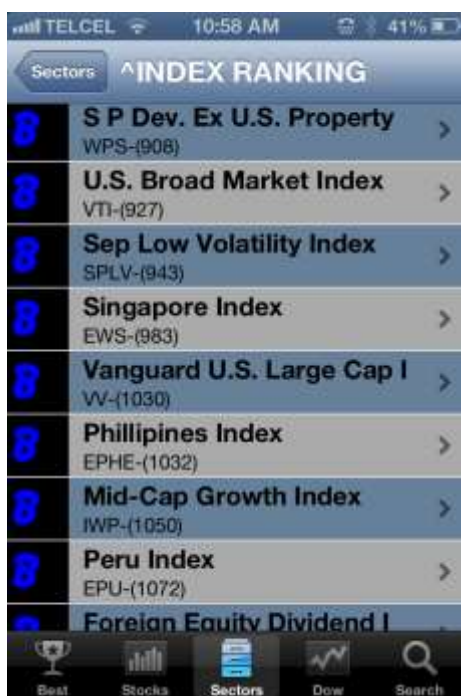 TELCEL 10:58 AM 41%
Sectors ^INDEX RANKING
8 S P Dev. Ex U.S. Property
WPS-(908)
8 U.S. Broad Market Index
VTI-(927)
8 Sep Low Volatility Index
SPLV-(943)
8 Singapore Index
EWS-(983)
8 Vanguard U.S. Large Cap I
VV-(1030)
8 Phillipines Index
EPHE-(1032)
8 Mid-Cap Growth Index
IWP-(1050)
8 Peru Index
EPU-(1072)
8 Foreign Equity Dividend I
Best Stocks Sectors Dow Search